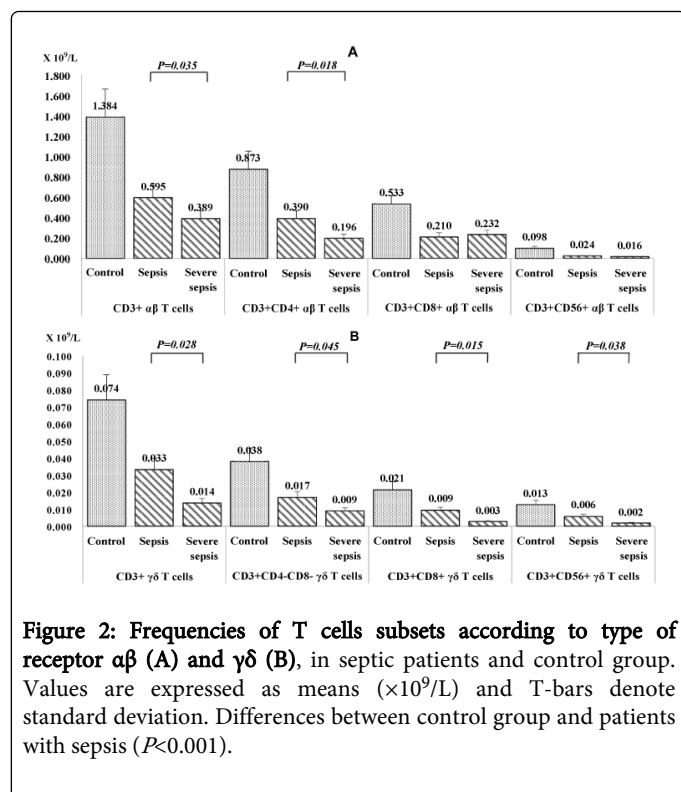 A
X 10⁹/L
P=0.035 P=0.018
1.800
1.600
1.400
1.200
1.000
0.800
0.600
0.400
0.200
0.000
1.384 0.595 0.389 0.873 0.390 0.196 0.533 0.210 0.232 0.098 0.024 0.016
Control Sepsis Severe sepsis Control Sepsis Severe sepsis Control Sepsis Severe sepsis Control Sepsis Severe sepsis
CD3+ αβ T cells CD3+CD4+ αβ T cells CD3+CD8+ αβ T cells CD3+CD56+ αβ T cells
B
X 10⁹/L
P=0.028 P=0.045 P=0.015 P=0.038
0.100
0.090
0.080
0.070
0.060
0.050
0.040
0.030
0.020
0.010
0.000
0.074 0.033 0.014 0.038 0.017 0.009 0.021 0.009 0.003 0.013 0.006 0.002
Control Sepsis Severe sepsis Control Sepsis Severe sepsis Control Sepsis Severe sepsis Control Sepsis Severe sepsis
CD3+ γδ T cells CD3+CD4-CD8- γδ T cells CD3+CD8+ γδ T cells CD3+CD56+ γδ T cells
Figure 2: Frequencies of T cells subsets according to type of
receptor αβ (A) and γδ (B), in septic patients and control group.
Values are expressed as means (×10⁹/L) and T-bars denote
standard deviation. Differences between control group and patients
with sepsis (P<0.001).